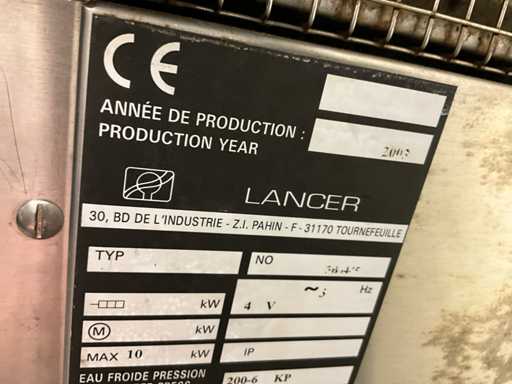 CE
ANNÉE DE PRODUCTION :
PRODUCTION YEAR
LANCER
30, BD DE L'INDUSTRIE - Z.I. PAHIN - F - 31170 TOURNEFEUILLE
TYP NO
kW 4 V ~ 3 Hz
M kW
MAX 10 kW IP
EAU FROIDE PRESSION 200-6 KP